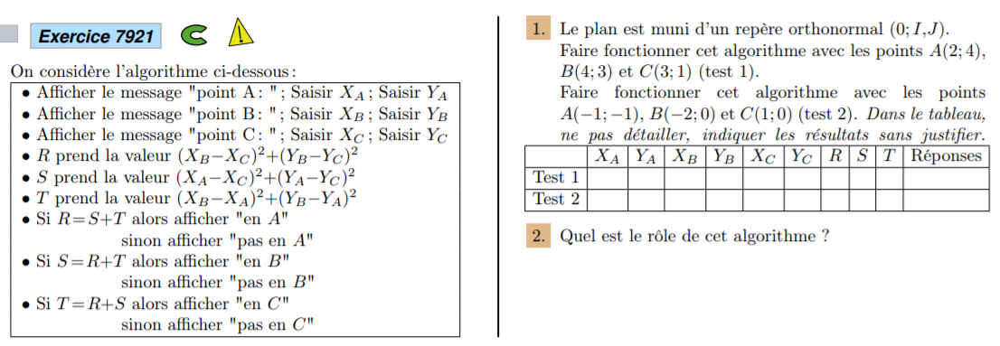 Exercice 7921
On considère l'algorithme ci-dessous :
• Afficher le message "point A : " ; Saisir X_A ; Saisir Y_A
• Afficher le message "point B : " ; Saisir X_B ; Saisir Y_B
• Afficher le message "point C : " ; Saisir X_C ; Saisir Y_C
• R prend la valeur (X_B−X_C)²+(Y_B−Y_C)²
• S prend la valeur (X_A−X_C)²+(Y_A−Y_C)²
• T prend la valeur (X_B−X_A)²+(Y_B−Y_A)²
• Si R=S+T alors afficher "en A"
sinon afficher "pas en A"
• Si S=R+T alors afficher "en B"
sinon afficher "pas en B"
• Si T=R+S alors afficher "en C"
sinon afficher "pas en C"
1. Le plan est muni d'un repère orthonormal (0; I,J).
Faire fonctionner cet algorithme avec les points A(2; 4),
B(4; 3) et C(3; 1) (test 1).
Faire fonctionner cet algorithme avec les points
A(−1; −1), B(−2; 0) et C(1; 0) (test 2). Dans le tableau,
ne pas détailler, indiquer les résultats sans justifier.
X_A Y_A X_B Y_B X_C Y_C R S T Réponses
Test 1
Test 2
2. Quel est le rôle de cet algorithme ?